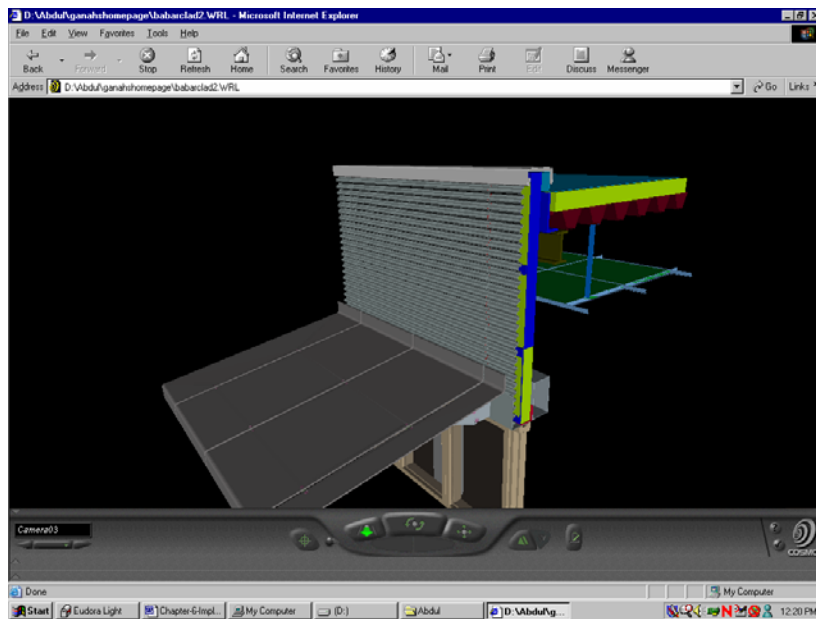 D:\Abdul\ganahshomepage\babarclad2.WRL - Microsoft Internet Explorer
File Edit View Favorites Tools Help
Back Forward Stop Refresh Home Search Favorites History Mail Print Edit Discuss Messenger
Address D:\Abdul\ganahshomepage\babarclad2.WRL Go Links
Camera03
COSMO
Done My Computer
Start Eudora Light Chapter-6-Impl... My Computer (D:) Abdul D:\Abdul\g... 12:20 PM